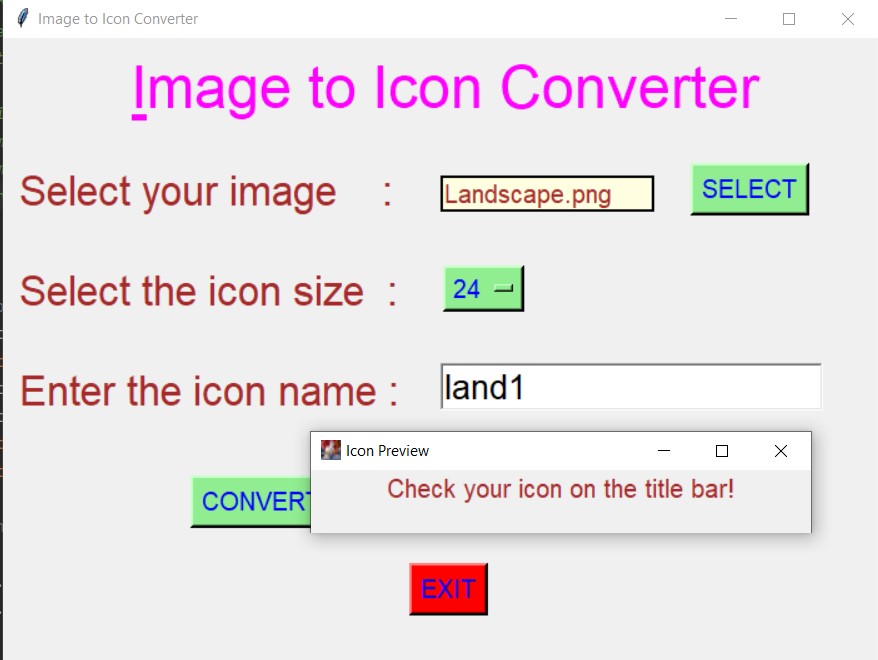 Image to Icon Converter
Image to Icon Converter
Select your image :
Landscape.png
SELECT
Select the icon size :
24
Enter the icon name :
land1
Icon Preview
Check your icon on the title bar!
CONVERT
EXIT